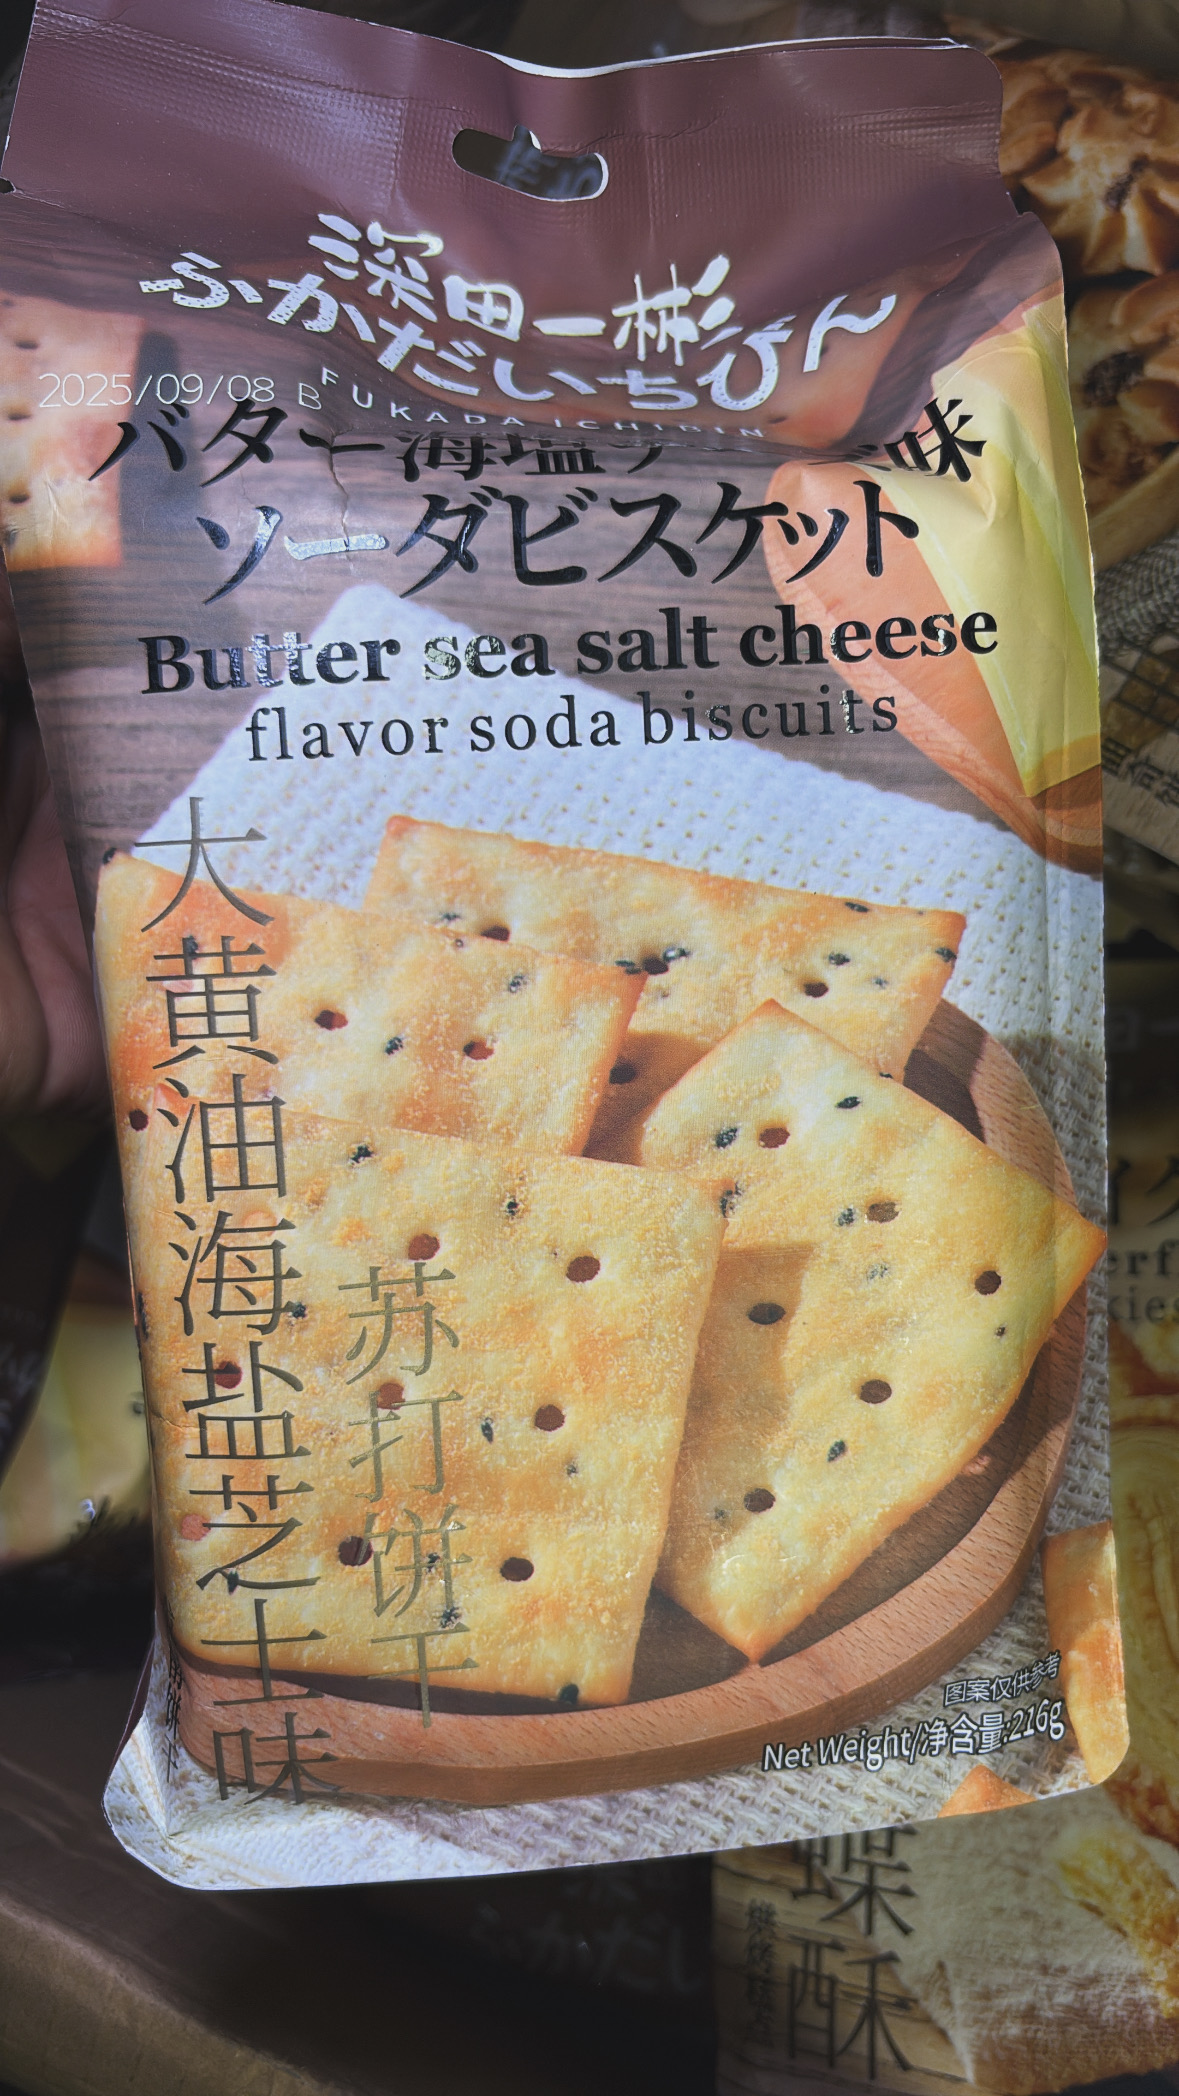 深田一彬
ふかだいちびん
FUKADA ICHIBIN
2025/09/08 B
バター海塩チーズ味
ソーダビスケット
Butter sea salt cheese
flavor soda biscuits
大黄油海盐芝士味
苏打饼干
图案仅供参考
Net Weight/净含量:216g
蝶酥